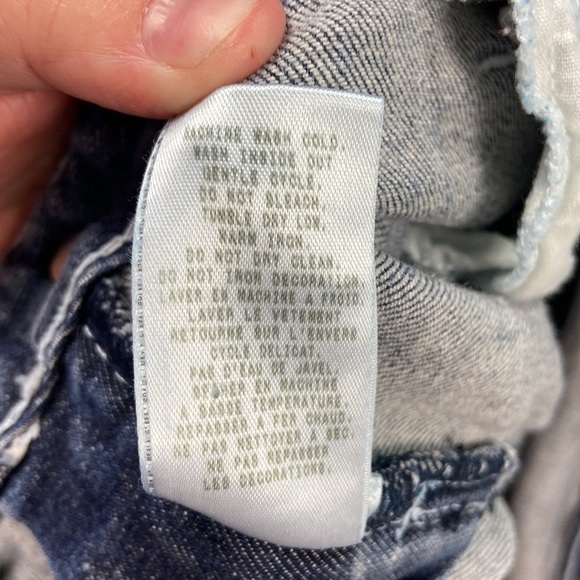 MACHINE WASH COLD.
WASH INSIDE OUT
GENTLE CYCLE.
DO NOT BLEACH.
TUMBLE DRY LOW.
WARM IRON.
DO NOT DRY CLEAN.
DO NOT IRON DECORATION.
LAVER EN MACHINE A FROID.
LAVER LE VETEMENT
RETOURNE SUR L'ENVERS
CYCLE DELICAT.
PAS D'EAU DE JAVEL
SECHER EN MACHINE
A BASSE TEMPERATURE
REPASSER A FER CHAUD.
NE PAS NETTOYER A SEC.
NE PAS REPASSER
LES DECORATIONS.